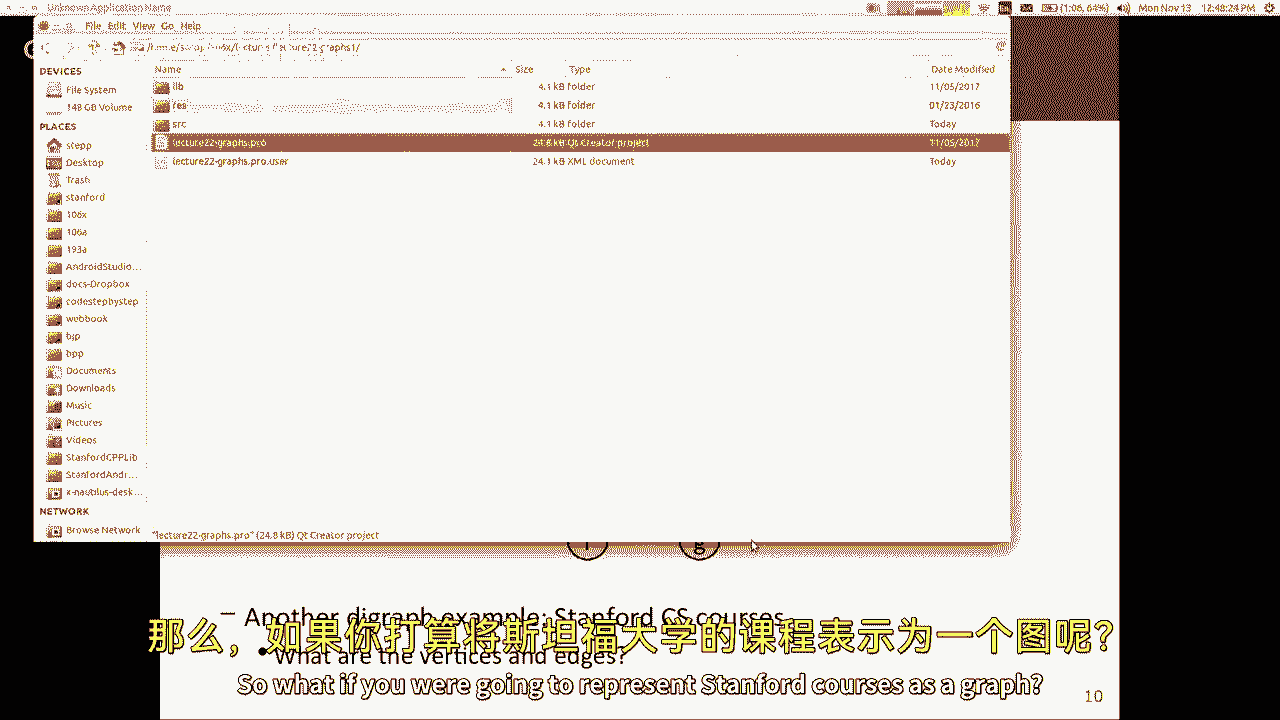 Unknown Application Name
(1:06, 64%) Mon Nov 13 12:48:24 PM
File Edit View Go Help
DEVICES
File System
148 GB Volume
PLACES
stepp
Desktop
Trash
stanford
106x
106a
193a
AndroidStudio...
docs-Dropbox
codestepbystep
webbook
bjp
bpp
Documents
Downloads
Music
Pictures
Videos
StanfordCPPLib
StanfordAndr...
x-nautilus-desk...
NETWORK
Browse Network
Name Size Type Date Modified
lib 4.1 kB folder 11/05/2017
res 4.1 kB folder 01/23/2016
src 4.1 kB folder Today
lecture22-graphs.pro 24.8 kB Qt Creator project 11/05/2017
lecture22-graphs.pro.user 24.1 kB XML document Today
"lecture22-graphs.pro" (24.8 kB) Qt Creator project
g
– Another digraph example: Stanford CS courses
• What are the vertices and edges?
那么，如果你打算将斯坦福大学的课程表示为一个图呢？
So what if you were going to represent Stanford courses as a graph?
10